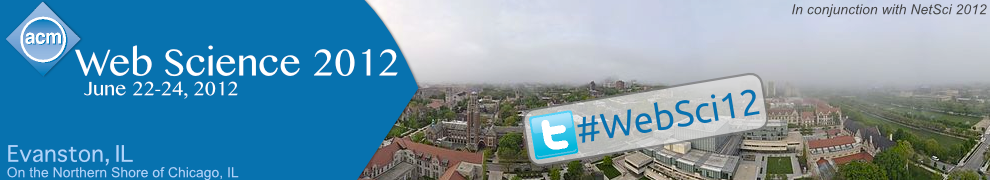 In conjunction with NetSci 2012
acm
Web Science 2012
June 22-24, 2012
t #WebSci12
Evanston, IL
On the Northern Shore of Chicago, IL